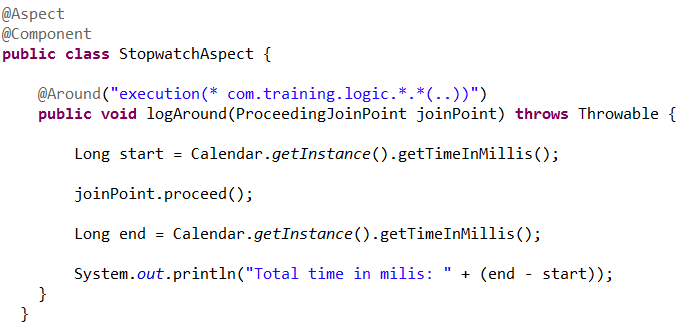 @Aspect
@Component
public class StopwatchAspect {
@Around("execution(* com.training.logic.*.*(..))")
public void logAround(ProceedingJoinPoint joinPoint) throws Throwable {
Long start = Calendar.getInstance().getTimeInMillis();
joinPoint.proceed();
Long end = Calendar.getInstance().getTimeInMillis();
System.out.println("Total time in milis: " + (end - start));
}
}